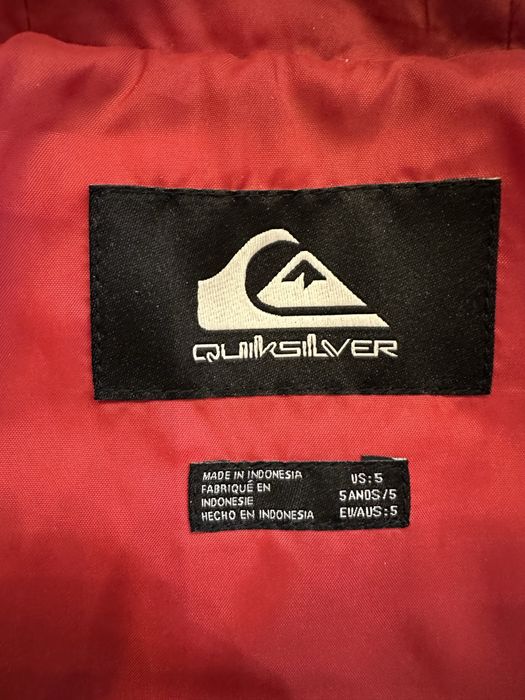 QUIKSILVER
MADE IN INDONESIA
FABRIQUÉ EN
INDONESIE
HECHO EN INDONESIA
US:5
5ANOS/5
EU/AUS:5